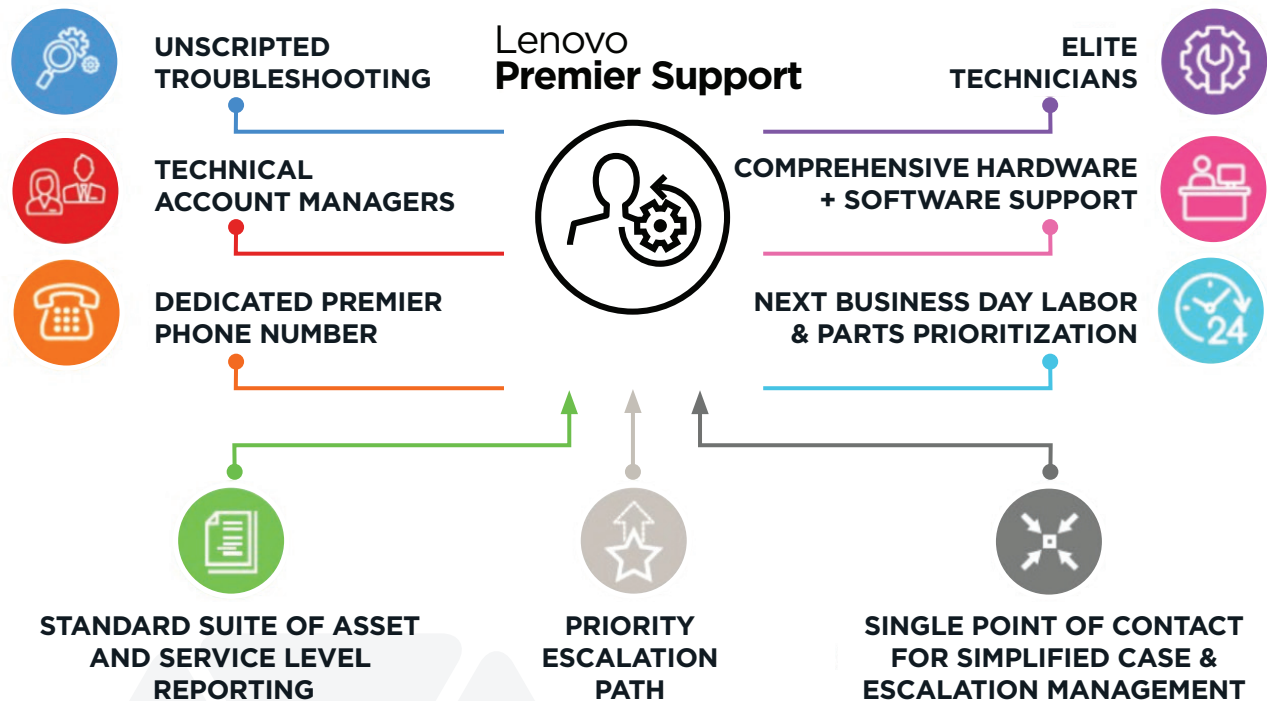 Lenovo
Premier Support
UNSCRIPTED
TROUBLESHOOTING
TECHNICAL
ACCOUNT MANAGERS
DEDICATED PREMIER
PHONE NUMBER
ELITE
TECHNICIANS
COMPREHENSIVE HARDWARE
+ SOFTWARE SUPPORT
NEXT BUSINESS DAY LABOR
& PARTS PRIORITIZATION
24
STANDARD SUITE OF ASSET
AND SERVICE LEVEL
REPORTING
PRIORITY
ESCALATION
PATH
SINGLE POINT OF CONTACT
FOR SIMPLIFIED CASE &
ESCALATION MANAGEMENT